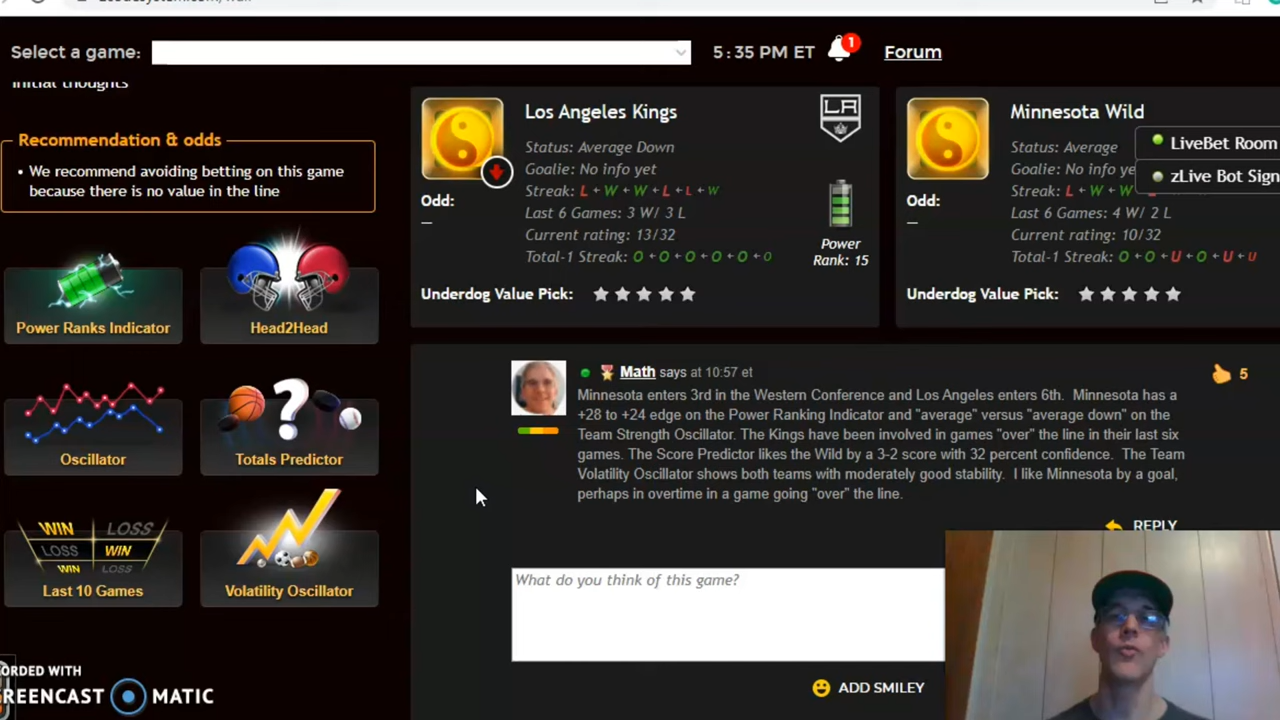 Select a game:
5:35 PM ET
1
Forum
initial thoughts
Recommendation & odds
• We recommend avoiding betting on this game
because there is no value in the line
Power Ranks Indicator
Head2Head
Oscillator
Totals Predictor
WIN LOSS
LOSS WIN
WIN LOSS
Last 10 Games
Volatility Oscillator
Los Angeles Kings
LA
Status: Average Down
Goalie: No info yet
Odd:
—
Streak: L ← W ← W ← L ← L ← W
Last 6 Games: 3 W/ 3 L
Current rating: 13/32
Total-1 Streak: O ← O ← O ← O ← O ← O
Power
Rank: 15
Underdog Value Pick:
Minnesota Wild
Status: Average
Goalie: No info ye
Odd:
—
Streak: L ← W ← W
Last 6 Games: 4 W/ 2 L
Current rating: 10/32
Total-1 Streak: O ← O ← U ← O ← U ← U
Underdog Value Pick:
LiveBet Room
zLive Bot Sign
Math says at 10:57 et
5
Minnesota enters 3rd in the Western Conference and Los Angeles enters 6th. Minnesota has a
+28 to +24 edge on the Power Ranking Indicator and "average" versus "average down" on the
Team Strength Oscillator. The Kings have been involved in games "over" the line in their last six
games. The Score Predictor likes the Wild by a 3-2 score with 32 percent confidence. The Team
Volatility Oscillator shows both teams with moderately good stability. I like Minnesota by a goal,
perhaps in overtime in a game going "over" the line.
REPLY
What do you think of this game?
ADD SMILEY
ORDED WITH
REENCAST MATIC